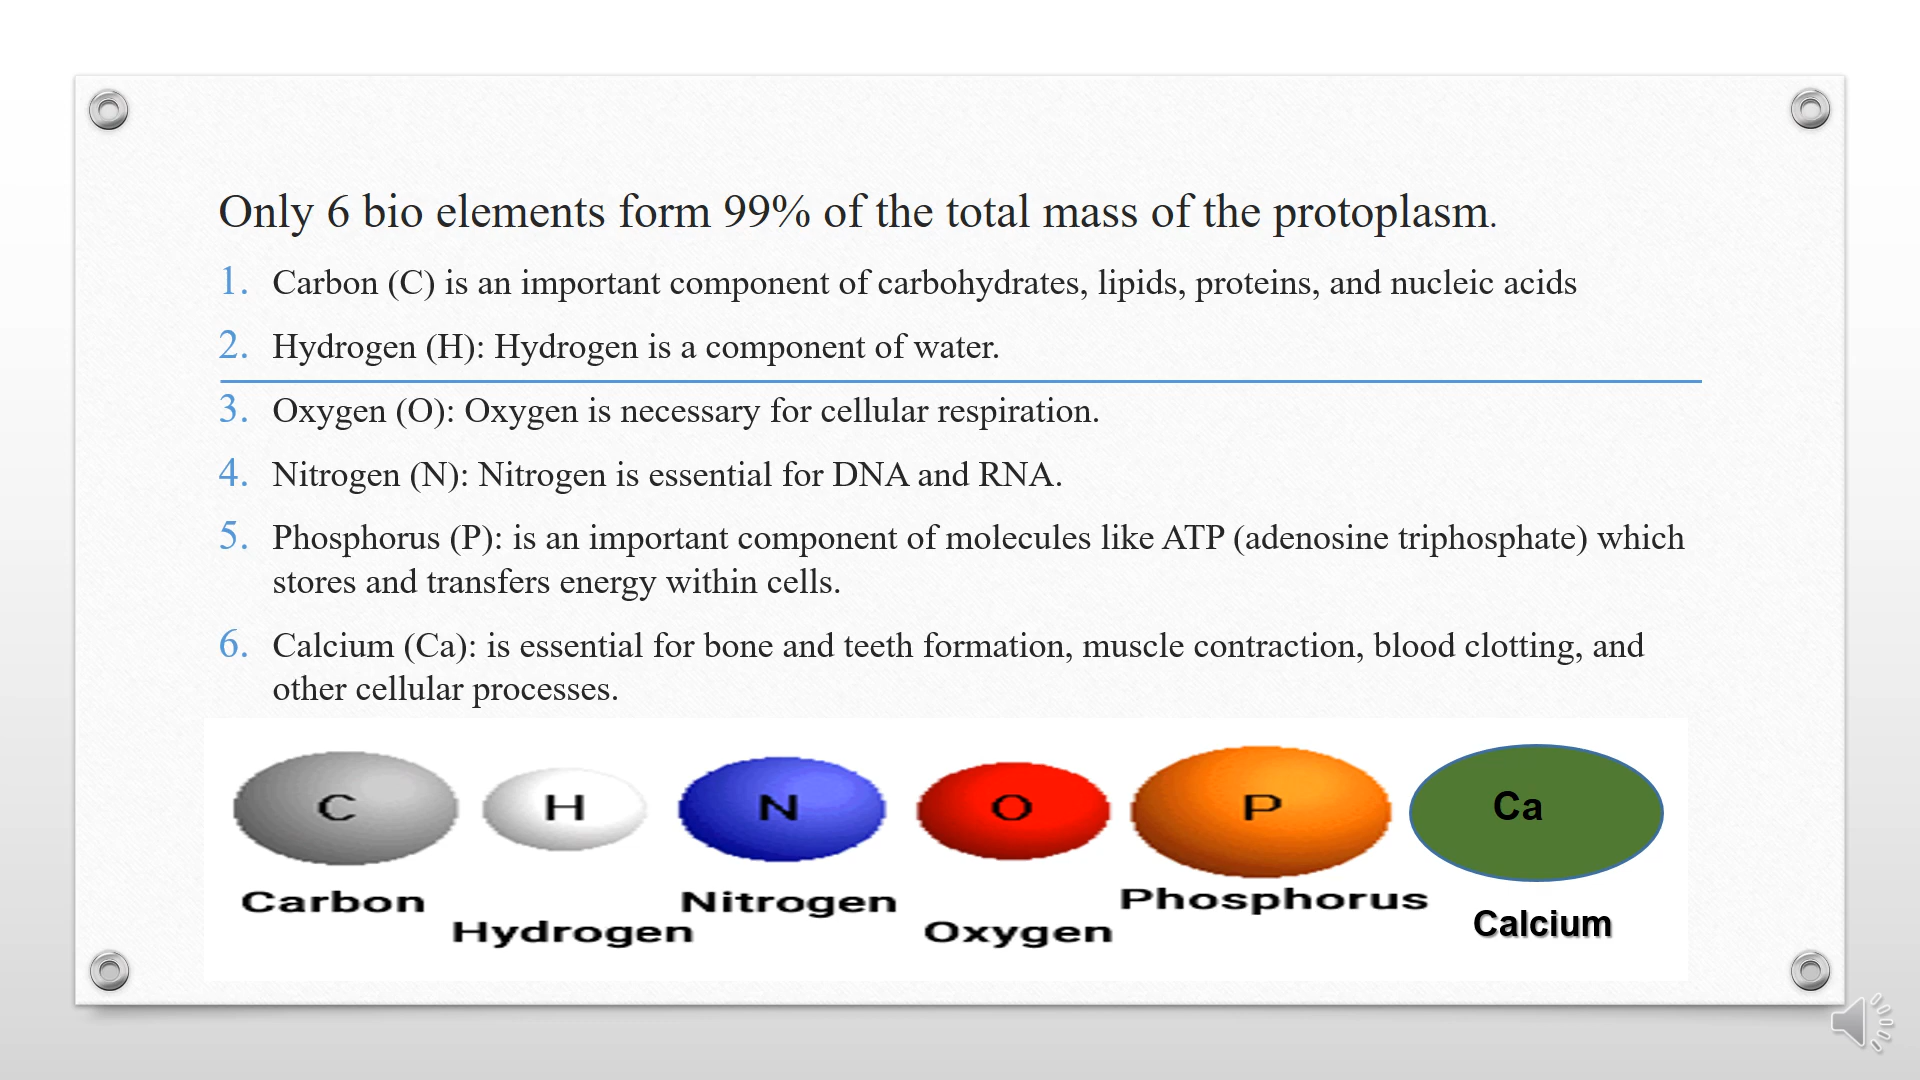 Only 6 bio elements form 99% of the total mass of the protoplasm.
1. Carbon (C) is an important component of carbohydrates, lipids, proteins, and nucleic acids
2. Hydrogen (H): Hydrogen is a component of water.
3. Oxygen (O): Oxygen is necessary for cellular respiration.
4. Nitrogen (N): Nitrogen is essential for DNA and RNA.
5. Phosphorus (P): is an important component of molecules like ATP (adenosine triphosphate) which
stores and transfers energy within cells.
6. Calcium (Ca): is essential for bone and teeth formation, muscle contraction, blood clotting, and
other cellular processes.
C H N O P Ca
Carbon Hydrogen Nitrogen Oxygen Phosphorus Calcium